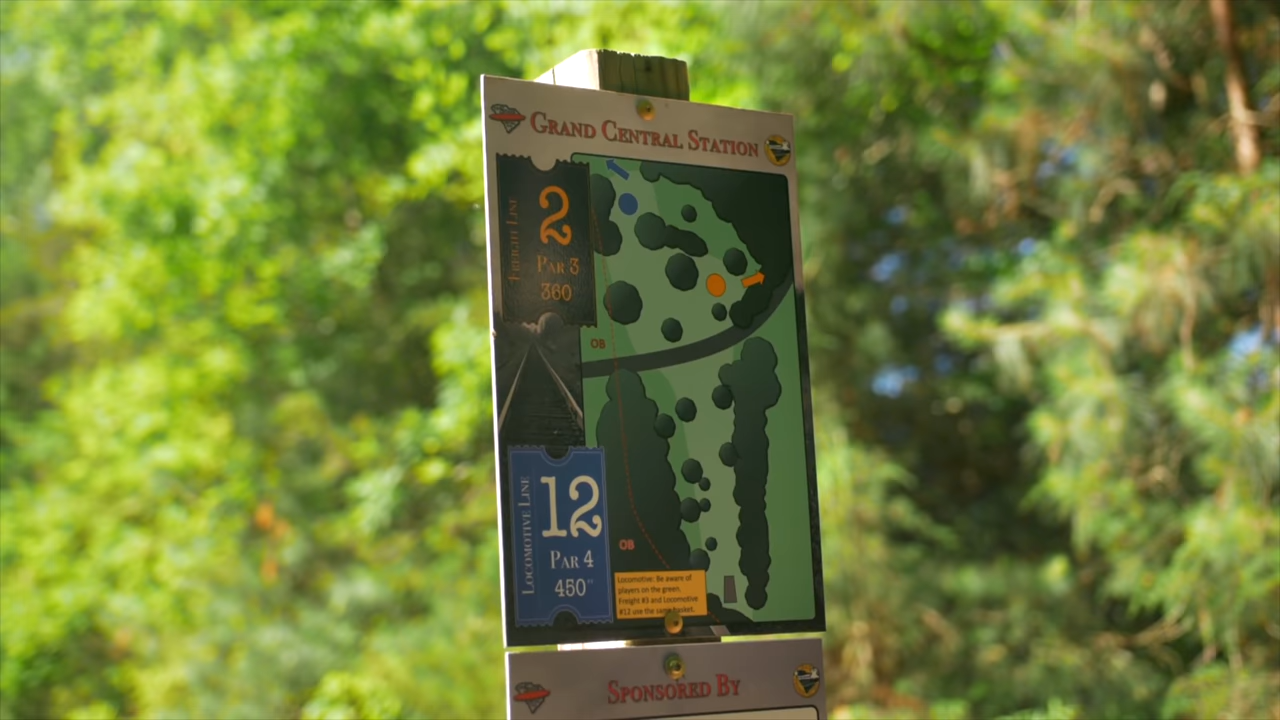 GRAND CENTRAL STATION
FREIGHT LINE
2
PAR 3
360
OB
LOCOMOTIVE LINE
12
PAR 4
450"
OB
Locomotive: Be aware of
players on the green.
Freight #3 and Locomotive
#12 use the same basket.
SPONSORED BY